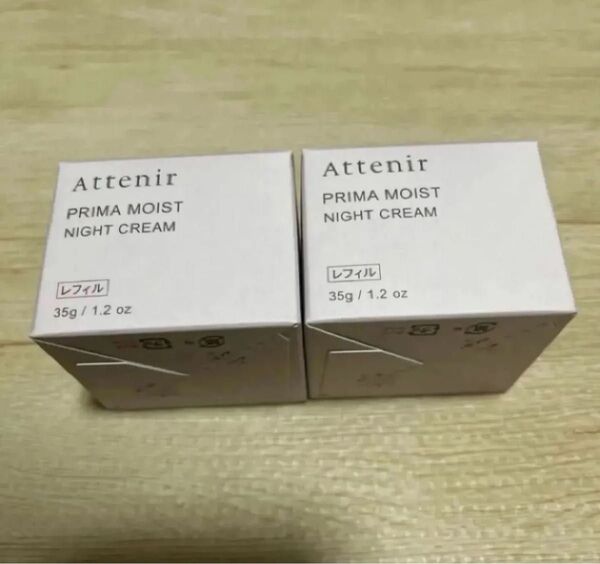 Attenir
PRIMA MOIST
NIGHT CREAM
レフィル
35g / 1.2 oz
Attenir
PRIMA MOIST
NIGHT CREAM
レフィル
35g / 1.2 oz